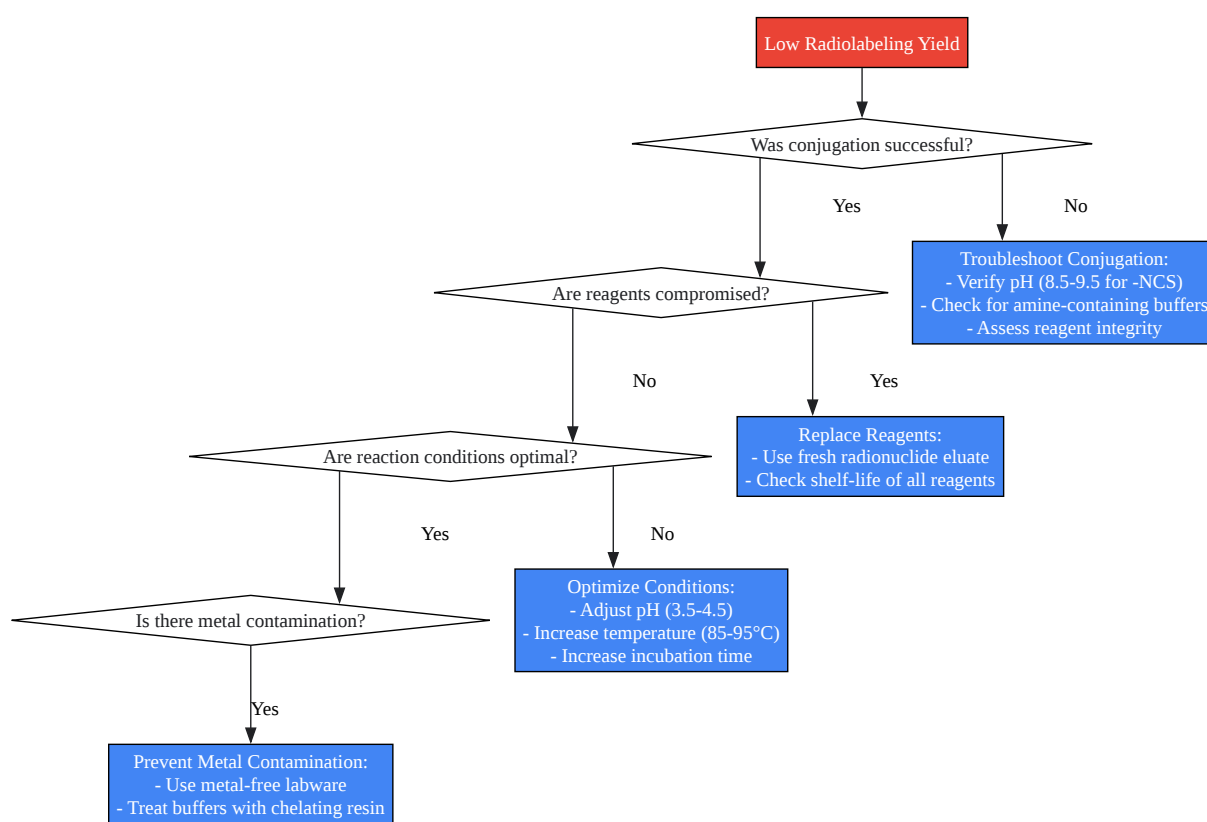 Low Radiolabeling Yield
Was conjugation successful?
Yes
No
Troubleshoot Conjugation:
- Verify pH (8.5-9.5 for -NCS)
- Check for amine-containing buffers
- Assess reagent integrity
Are reagents compromised?
No
Yes
Replace Reagents:
- Use fresh radionuclide eluate
- Check shelf-life of all reagents
Are reaction conditions optimal?
Yes
No
Optimize Conditions:
- Adjust pH (3.5-4.5)
- Increase temperature (85-95°C)
- Increase incubation time
Is there metal contamination?
Yes
Prevent Metal Contamination:
- Use metal-free labware
- Treat buffers with chelating resin